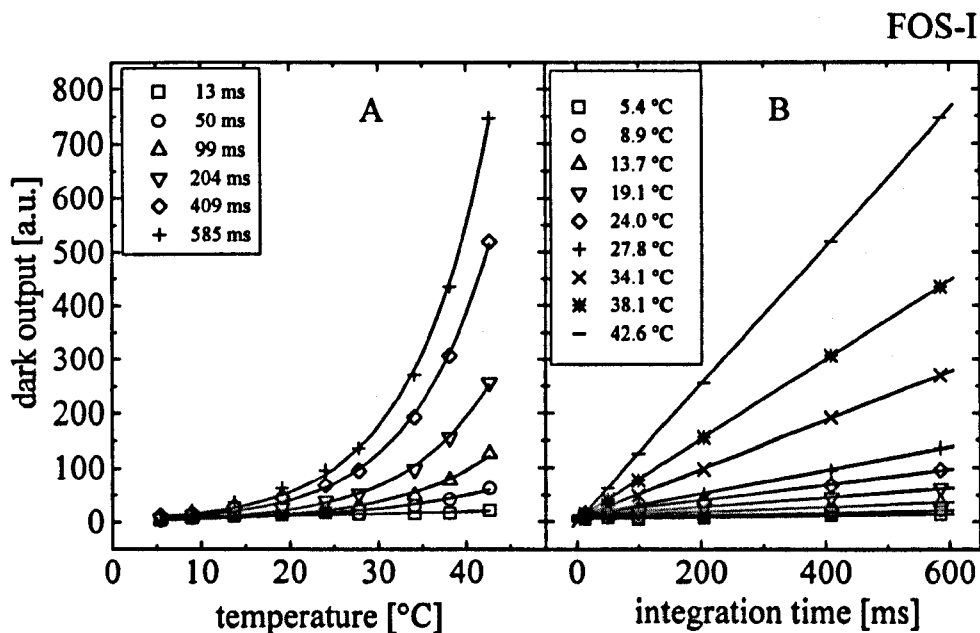 FOS-I
A
13 ms
50 ms
99 ms
204 ms
409 ms
585 ms
dark output [a.u.]
800
700
600
500
400
300
200
100
0
0 10 20 30 40
temperature [°C]
B
5.4 °C
8.9 °C
13.7 °C
19.1 °C
24.0 °C
27.8 °C
34.1 °C
38.1 °C
42.6 °C
0 200 400 600
integration time [ms]